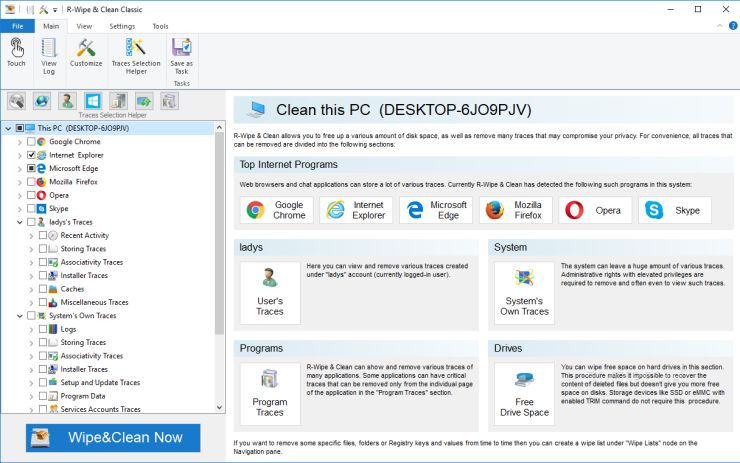 R-Wipe & Clean Classic
File Main View Settings Tools
Touch
View Log
Customize
Traces Selection Helper
Save as Task
Tasks
Traces Selection Helper
This PC (DESKTOP-6JO9PJV)
Google Chrome
Internet Explorer
Microsoft Edge
Mozilla Firefox
Opera
Skype
ladys's Traces
Recent Activity
Storing Traces
Associativity Traces
Installer Traces
Caches
Miscellaneous Traces
System's Own Traces
Logs
Storing Traces
Associativity Traces
Installer Traces
Setup and Update Traces
Program Data
Services Accounts Traces
Wipe&Clean Now
Clean this PC (DESKTOP-6JO9PJV)
R-Wipe & Clean allows you to free up a various amount of disk space, as well as remove many traces that may compromise your privacy. For convenience, all traces that
can be removed are divided into the following sections:
Top Internet Programs
Web browsers and chat applications can store a lot of various traces. Currently R-Wipe & Clean has detected the following such programs in this system:
Google Chrome
Internet Explorer
Microsoft Edge
Mozilla Firefox
Opera
Skype
ladys
User's Traces
Here you can view and remove various traces created
under "ladys" account (currently logged-in user).
System
System's Own Traces
The system can leave a huge amount of various traces.
Administrative rights with elevated privileges are
required to remove and often even to view such traces.
Programs
Program Traces
R-Wipe & Clean can show and remove various traces of
many applications. Some applications can have critical
traces that can be removed only from the individual page
of the application in the "Program Traces" section.
Drives
Free Drive Space
You can wipe free space on hard drives in this section.
This procedure makes it impossible to recover the
content of deleted files but doesn't give you more free
space on disks. Storage devices like SSD or eMMC with
enabled TRIM command do not require this procedure.
If you want to remove some specific files, folders or Registry keys and values from time to time then you can create a wipe list under "Wipe Lists" node on the
Navigation pane.